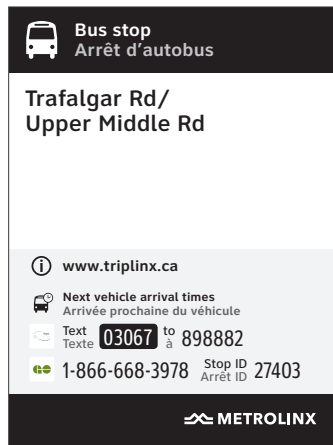 Bus stop
Arrêt d’autobus
Trafalgar Rd/
Upper Middle Rd
www.triplinx.ca
Next vehicle arrival times
Arrivée prochaine du véhicule
Text Texte 03067 to à 898882
1-866-668-3978 Stop ID Arrêt ID 27403
METROLINX